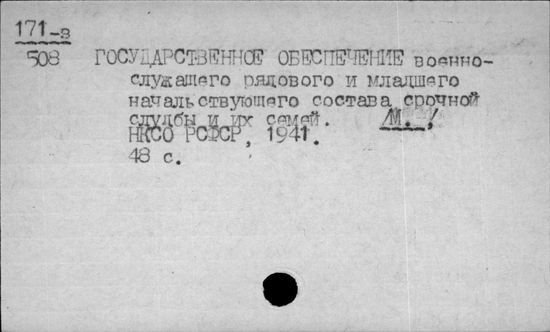 171-в
508 ГОСУДАРСТВЕННОЕ ОБЕСПЕЧЕНИЕ военно-
служащего рядового и младшего
начальствующего состава срочной
службы и их семей. /М.,/
НКСО РСФСР, 1941.
48 с.